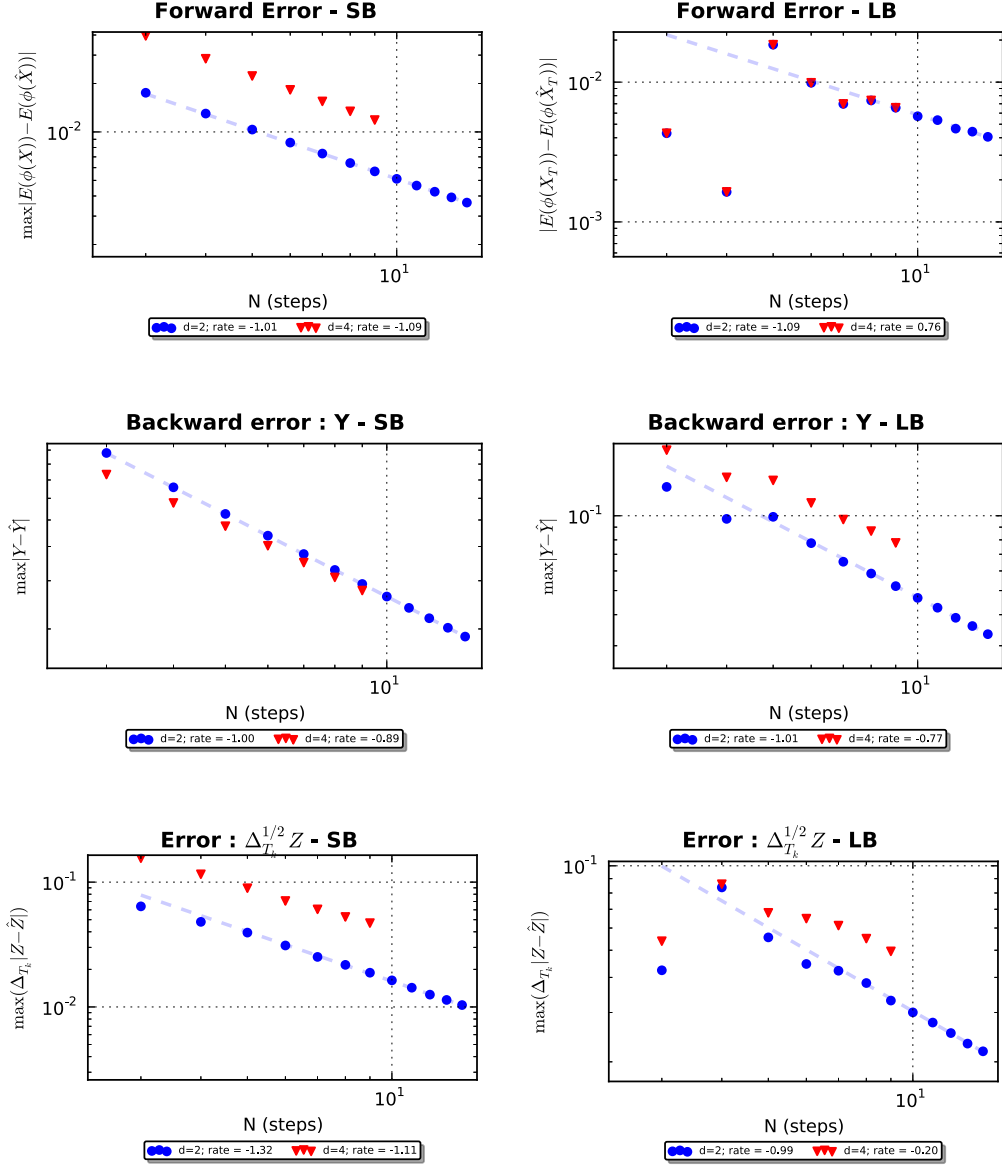 Forward Error - SB
max|E(ϕ(X))−E(ϕ(X̂))|
10⁻²
10¹
N (steps)
d=2; rate = -1.01 d=4; rate = -1.09
Forward Error - LB
|E(ϕ(X_T))−E(ϕ(X̂_T))|
10⁻²
10⁻³
10¹
N (steps)
d=2; rate = -1.09 d=4; rate = 0.76
Backward error : Y - SB
max|Y−Ŷ|
10¹
N (steps)
d=2; rate = -1.00 d=4; rate = -0.89
Backward error : Y - LB
max|Y−Ŷ|
10⁻¹
10¹
N (steps)
d=2; rate = -1.01 d=4; rate = -0.77
Error : Δ_{T_k}^{1/2} Z - SB
max(Δ_{T_k}|Z−Ẑ|)
10⁻¹
10⁻²
10¹
N (steps)
d=2; rate = -1.32 d=4; rate = -1.11
Error : Δ_{T_k}^{1/2} Z - LB
max(Δ_{T_k}|Z−Ẑ|)
10⁻¹
10¹
N (steps)
d=2; rate = -0.99 d=4; rate = -0.20